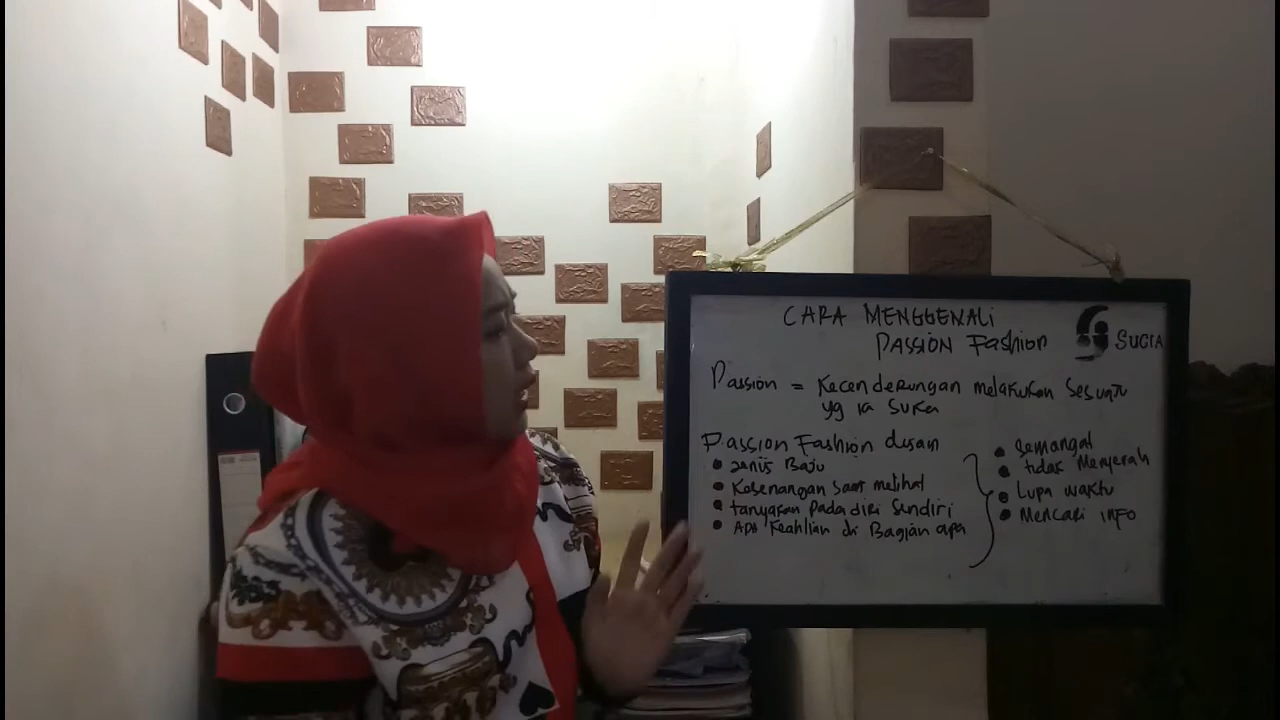 CARA MENGGENALI
PASSION Fashion
SUCIA
Passion = Kecenderungan melakukan Sesuatu
yg ia Suka
Passion Fashion desain
Jenis Baju
Kesenangan Saat melihat
tanyakan pada diri Sendiri
APA Keahlian di Bagian apa
Semangat
tidak Menyerah
Lupa waktu
Mencari INFO